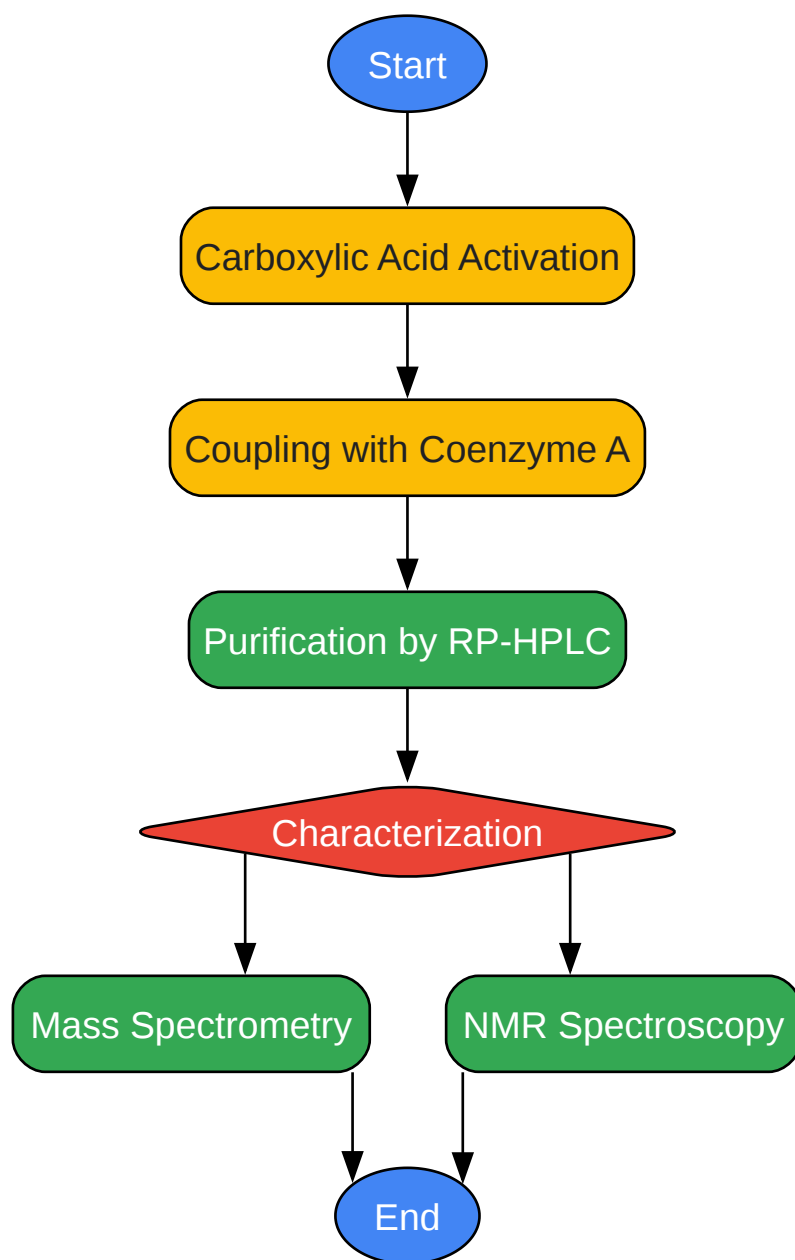 Start
Carboxylic Acid Activation
Coupling with Coenzyme A
Purification by RP-HPLC
Characterization
Mass Spectrometry
NMR Spectroscopy
End